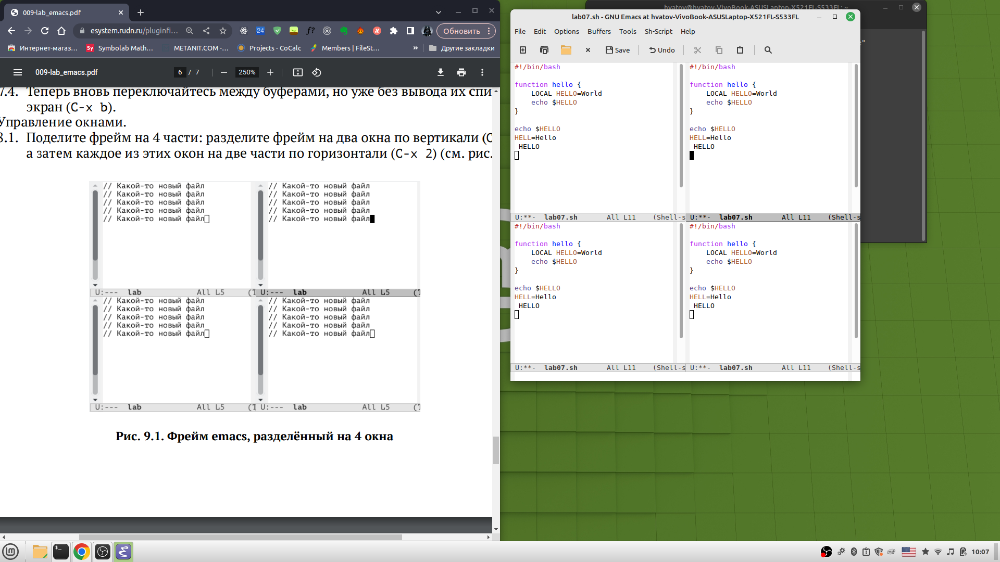 009-lab_emacs.pdf
esystem.rudn.ru/pluginfi...
24
f?
Обновить
Интернет-магаз...
Sy Symbolab Math...
METANIT.COM -...
Projects - CoCalc
Members | FileSt...
»
Другие закладки
009-lab_emacs.pdf
6 / 7
250%
7.4. Теперь вновь переключайтесь между буферами, но уже без вывода их спи
экран (C-x b).
Управление окнами.
8.1. Поделите фрейм на 4 части: разделите фрейм на два окна по вертикали (C
а затем каждое из этих окон на две части по горизонтали (C-x 2) (см. рис.
// Какой-то новый файл
// Какой-то новый файл
// Какой-то новый файл
// Какой-то новый файл
// Какой-то новый файл
U:--- lab All L5 (T
// Какой-то новый файл
// Какой-то новый файл
// Какой-то новый файл
// Какой-то новый файл
// Какой-то новый файл
U:--- lab All L5 (T
// Какой-то новый файл
// Какой-то новый файл
// Какой-то новый файл
// Какой-то новый файл
// Какой-то новый файл
U:--- lab All L5 (T
// Какой-то новый файл
// Какой-то новый файл
// Какой-то новый файл
// Какой-то новый файл
// Какой-то новый файл
U:--- lab All L5 (T
Рис. 9.1. Фрейм emacs, разделённый на 4 окна
hvatov@hvatov-VivoBook-ASUSLaptop-X521FL-S533FL: ~
lab07.sh - GNU Emacs at hvatov-VivoBook-ASUSLaptop-X521FL-S533FL
File Edit Options Buffers Tools Sh-Script Help
Save Undo
#!/bin/bash
function hello {
LOCAL HELLO=World
echo $HELLO
}
echo $HELLO
HELL=Hello
HELLO
U:**- lab07.sh All L11 (Shell-s
#!/bin/bash
function hello {
LOCAL HELLO=World
echo $HELLO
}
echo $HELLO
HELL=Hello
HELLO
U:**- lab07.sh All L11 (Shell-s
#!/bin/bash
function hello {
LOCAL HELLO=World
echo $HELLO
}
echo $HELLO
HELL=Hello
HELLO
U:**- lab07.sh All L11 (Shell-s
#!/bin/bash
function hello {
LOCAL HELLO=World
echo $HELLO
}
echo $HELLO
HELL=Hello
HELLO
U:**- lab07.sh All L11 (Shell-s
10:07